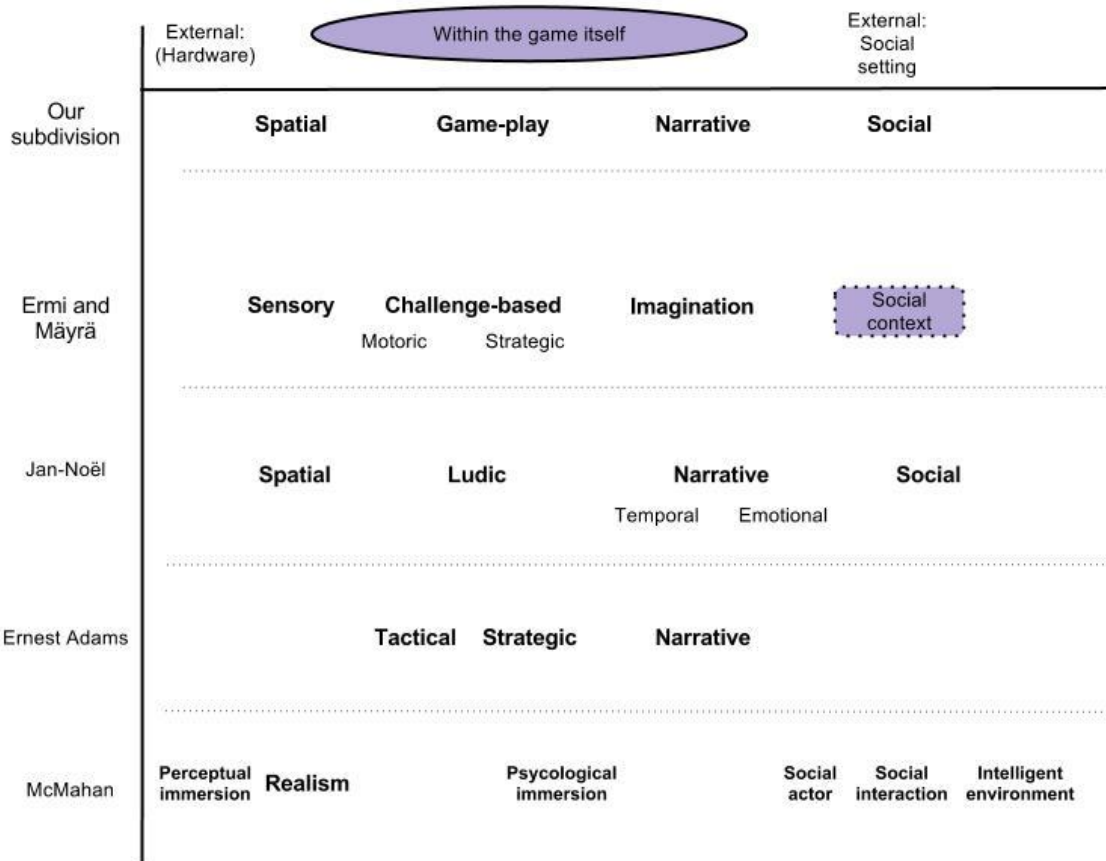 External:
(Hardware)
Within the game itself
External:
Social
setting
Our
subdivision
Spatial
Game-play
Narrative
Social
Ermi and
Mäyrä
Sensory
Challenge-based
Imagination
Social
context
Motoric
Strategic
Jan-Noël
Spatial
Ludic
Narrative
Social
Temporal
Emotional
Ernest Adams
Tactical
Strategic
Narrative
McMahan
Perceptual
immersion
Realism
Psycological
immersion
Social
actor
Social
interaction
Intelligent
environment